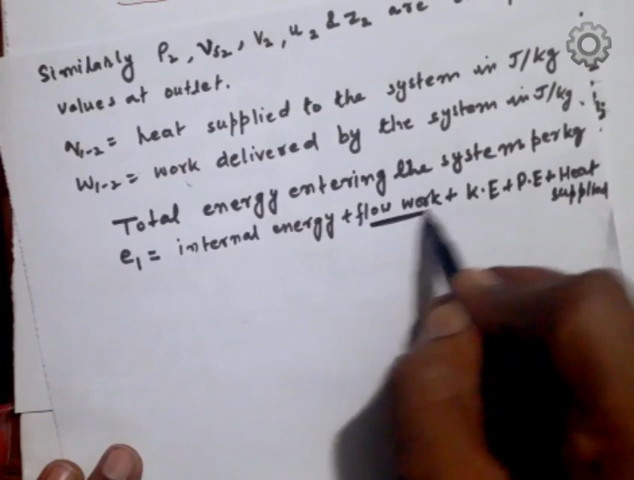 Similarly P2, Vs2, V2, u2 & Z2 are
values at outlet.
q1-2 = heat supplied to the system in J/kg
W1-2 = work delivered by the system in J/kg.
Total energy entering the system per kg
e1 = internal energy + flow work + K.E + P.E + Heat
supplied